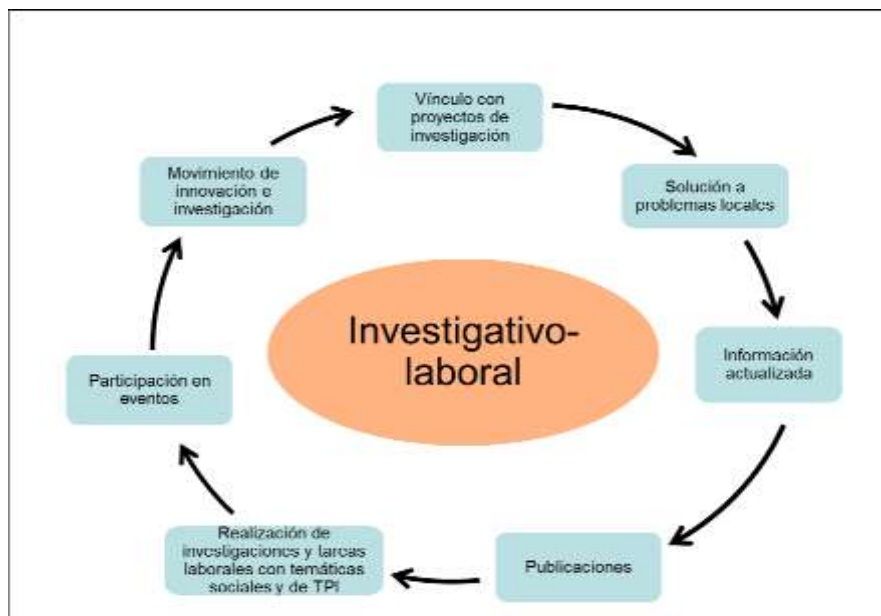 Vínculo con
proyectos de
investigación
Solución a
problemas locales
Información
actualizada
Publicaciones
Realización de
investigaciones y tareas
laborales con temáticas
sociales y de TPI
Participación en
eventos
Movimiento de
innovación e
investigación
Investigativo-
laboral